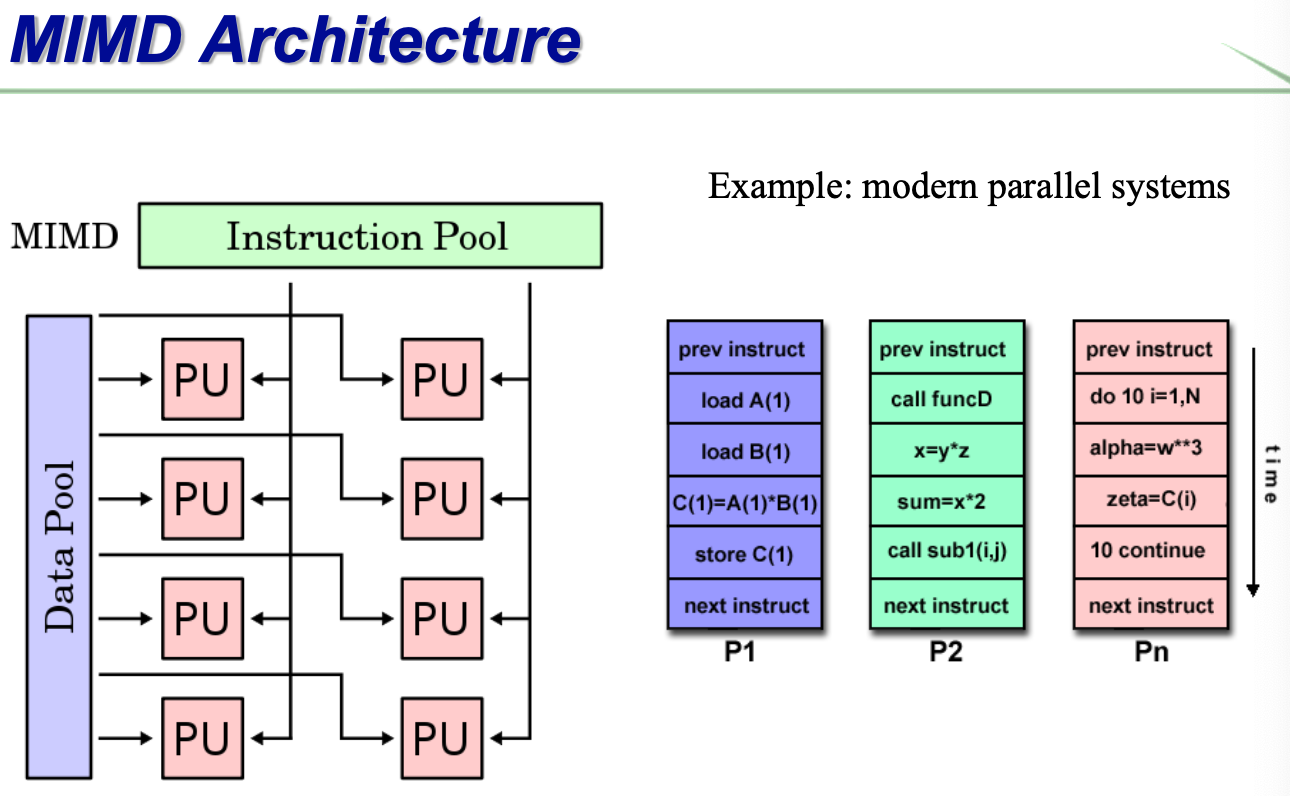 MIMD Architecture
Example: modern parallel systems
MIMD
Instruction Pool
Data Pool
PU
PU
PU
PU
PU
PU
PU
PU
prev instruct
load A(1)
load B(1)
C(1)=A(1)*B(1)
store C(1)
next instruct
P1
prev instruct
call funcD
x=y*z
sum=x*2
call sub1(i,j)
next instruct
P2
prev instruct
do 10 i=1,N
alpha=w**3
zeta=C(i)
10 continue
next instruct
Pn
time